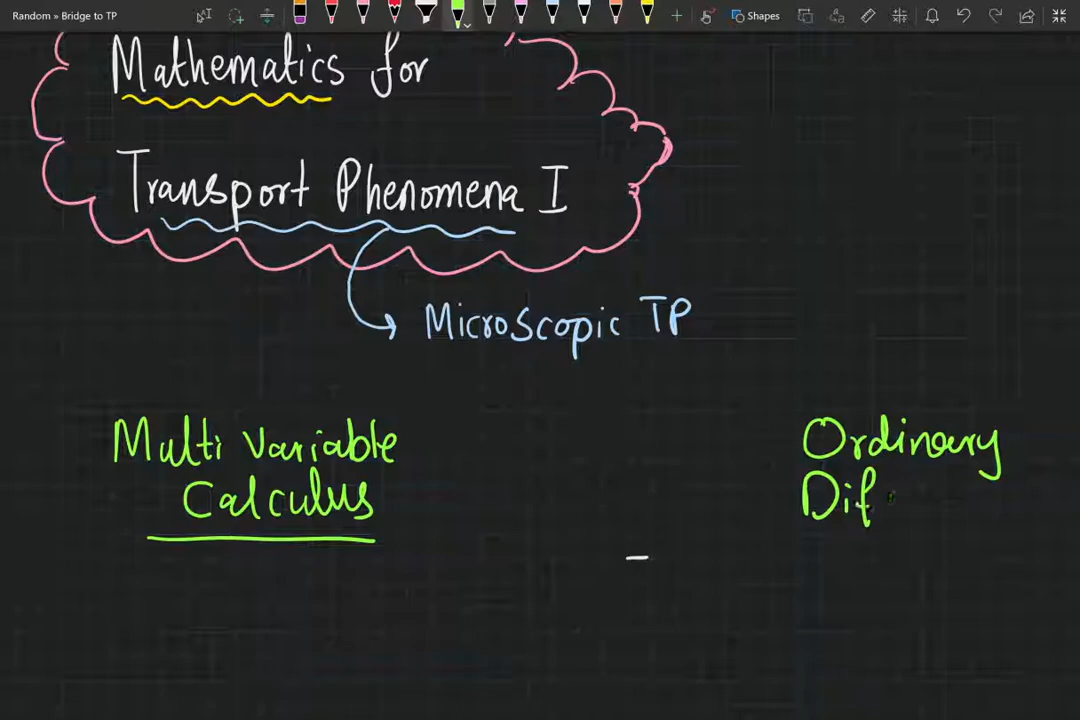 Random » Bridge to TP
Shapes
Mathematics for
Transport Phenomena I
Microscopic TP
Multi Variable
Calculus
Ordinary
Dif